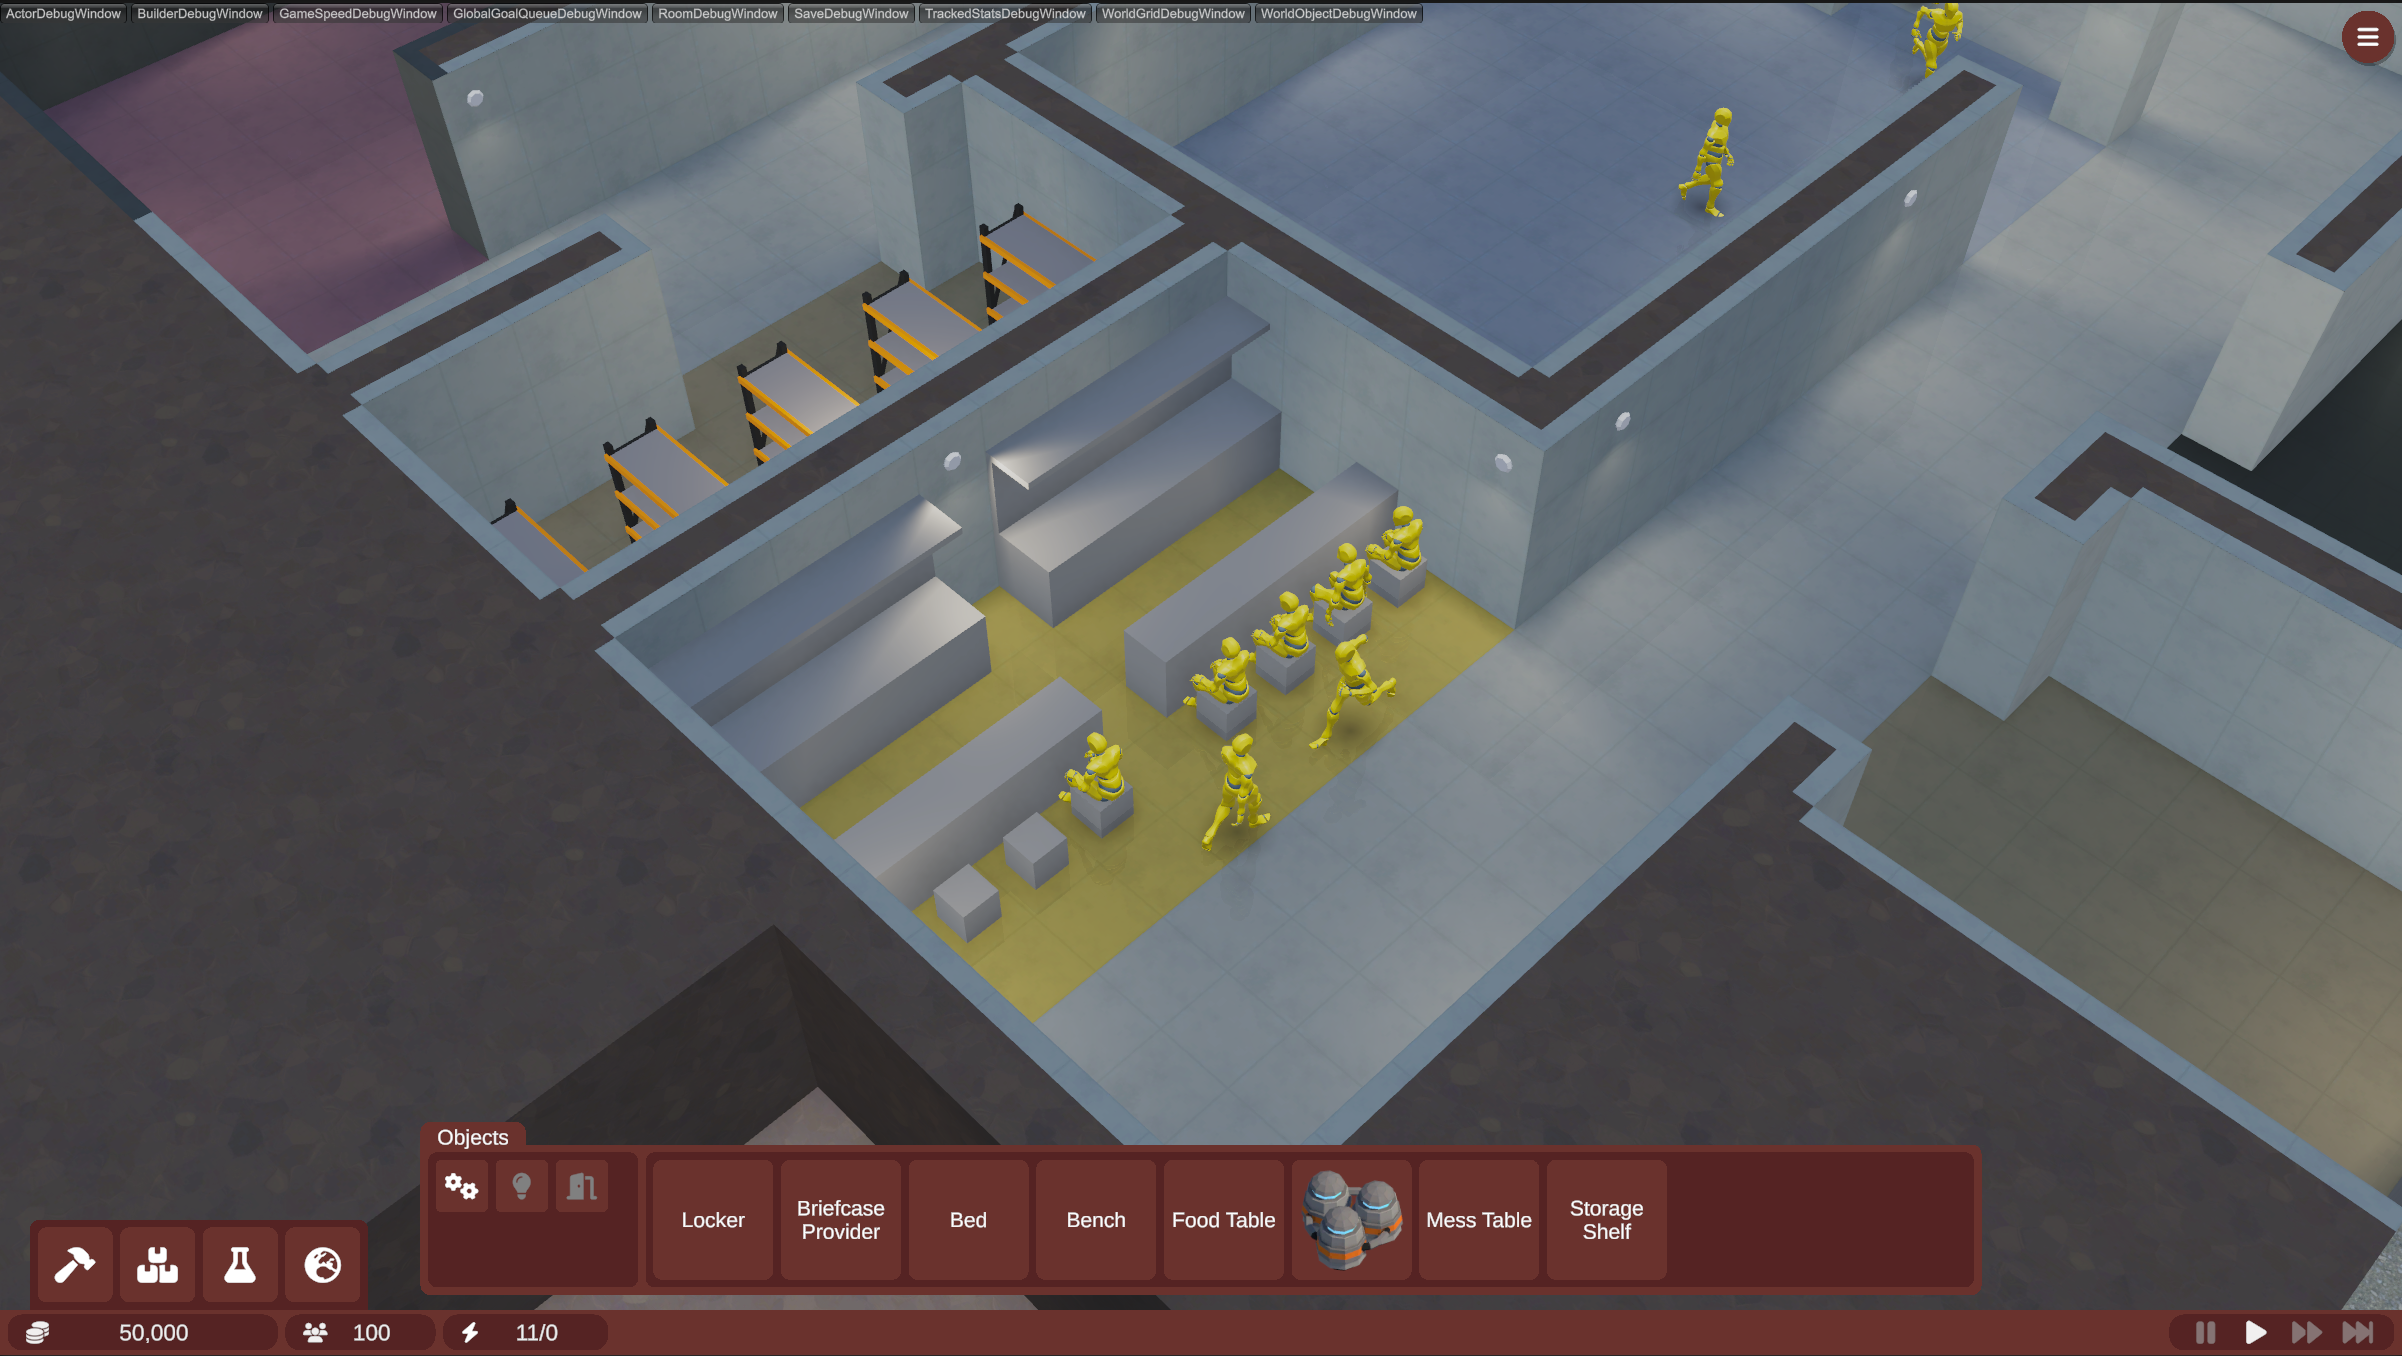 ActorDebugWindow
BuilderDebugWindow
GameSpeedDebugWindow
GlobalGoalQueueDebugWindow
RoomDebugWindow
SaveDebugWindow
TrackedStatsDebugWindow
WorldGridDebugWindow
WorldObjectDebugWindow
Objects
Locker
Briefcase
Provider
Bed
Bench
Food Table
Mess Table
Storage
Shelf
50,000
100
11/0